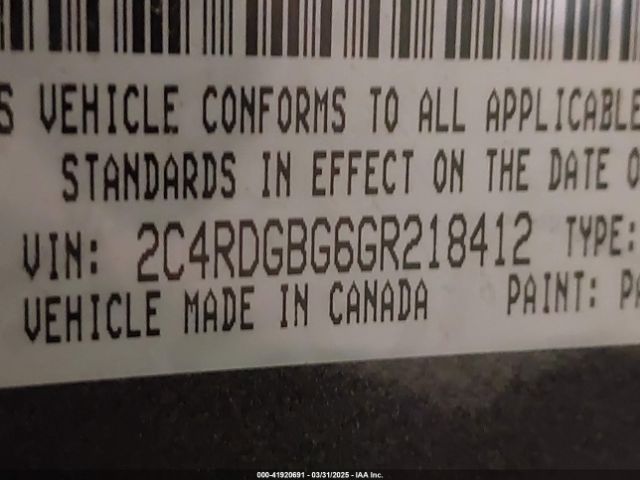 VEHICLE CONFORMS TO ALL APPLICABLE
STANDARDS IN EFFECT ON THE DATE
VIN: 2C4RDGBG6GR218412 TYPE:
VEHICLE MADE IN CANADA PAINT:
000-41920691 - 03/31/2025 - IAA Inc.